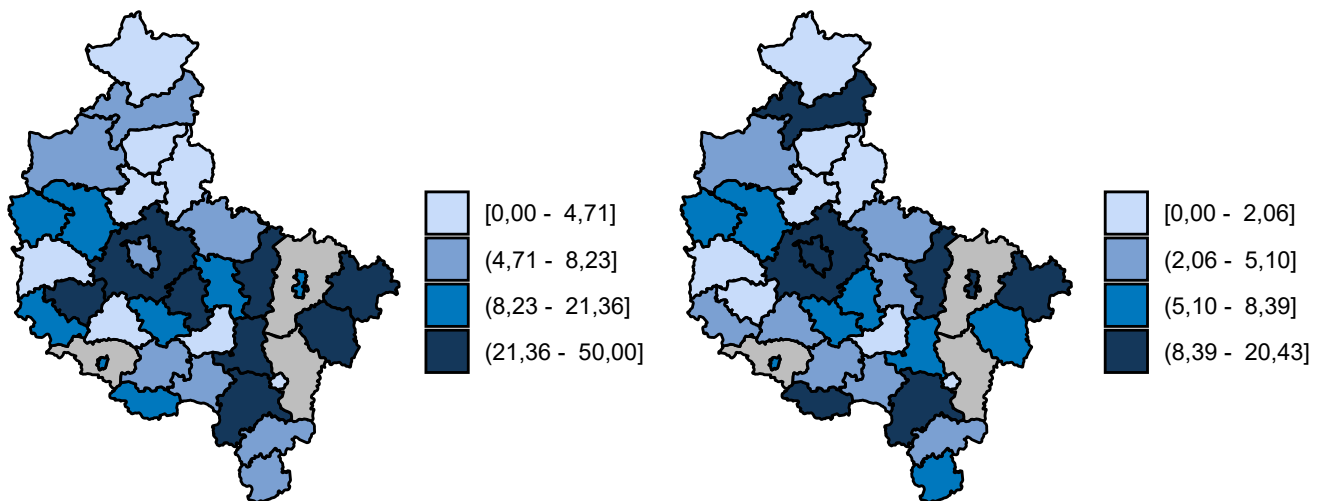 [0,00 - 4,71]
(4,71 - 8,23]
(8,23 - 21,36]
(21,36 - 50,00]
[0,00 - 2,06]
(2,06 - 5,10]
(5,10 - 8,39]
(8,39 - 20,43]